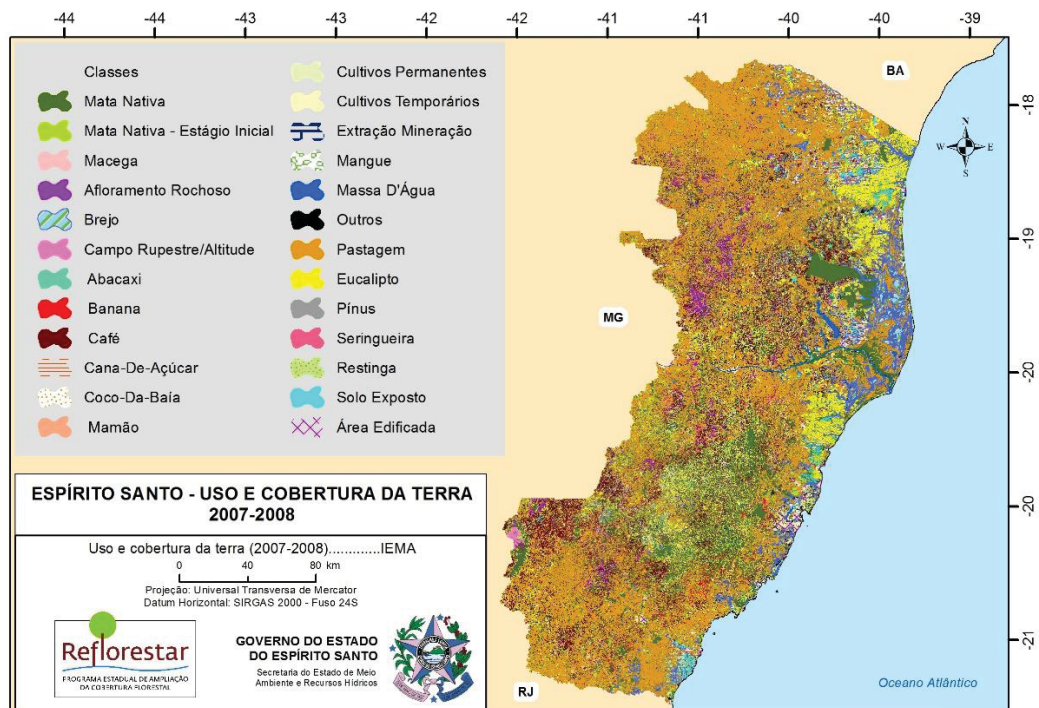 -44 -44 -43 -43 -42 -42 -41 -40 -40 -39
Classes
Mata Nativa
Mata Nativa - Estágio Inicial
Macega
Afloramento Rochoso
Brejo
Campo Rupestre/Altitude
Abacaxi
Banana
Café
Cana-De-Açúcar
Coco-Da-Baía
Mamão
Cultivos Permanentes
Cultivos Temporários
Extração Mineração
Mangue
Massa D'Água
Outros
Pastagem
Eucalipto
Pínus
Seringueira
Restinga
Solo Exposto
Área Edificada
BA
N
W E
S
MG
RJ
Oceano Atlântico
-18
-19
-20
-20
-21
ESPÍRITO SANTO - USO E COBERTURA DA TERRA
2007-2008
Uso e cobertura da terra (2007-2008).............IEMA
0 40 80 km
Projeção: Universal Transversa de Mercator
Datum Horizontal: SIRGAS 2000 - Fuso 24S
Reflorestar
PROGRAMA ESTADUAL DE AMPLIAÇÃO
DA COBERTURA FLORESTAL
GOVERNO DO ESTADO
DO ESPÍRITO SANTO
Secretaria do Estado de Meio
Ambiente e Recursos Hídricos